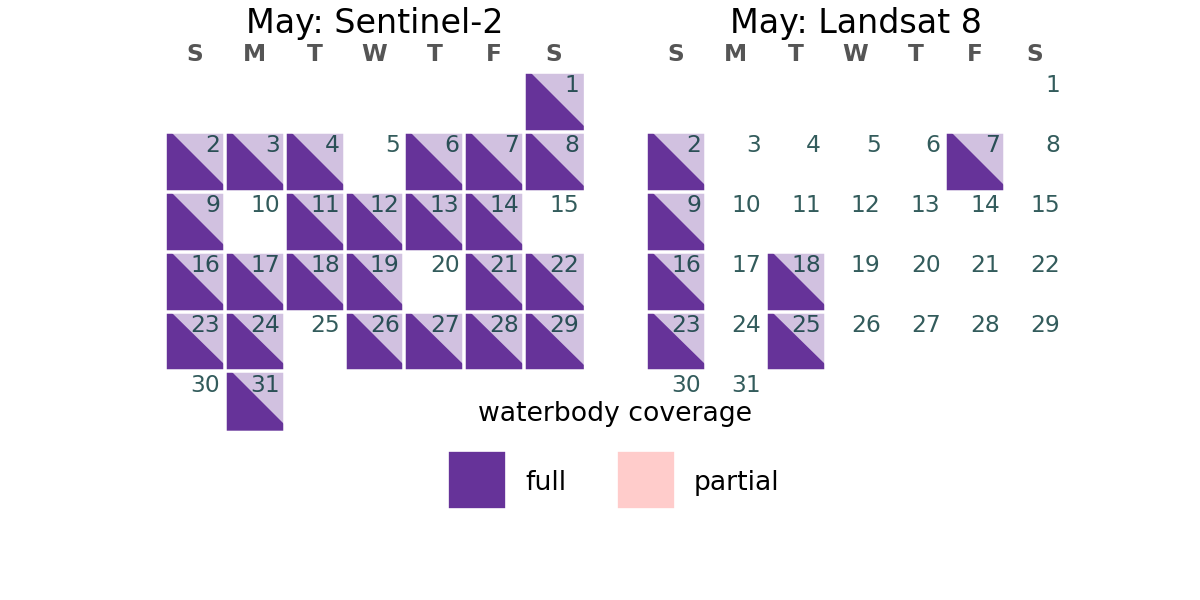 May: Sentinel-2
S M T W T F S
1
2 3 4 5 6 7 8
9 10 11 12 13 14 15
16 17 18 19 20 21 22
23 24 25 26 27 28 29
30 31
May: Landsat 8
S M T W T F S
1
2 3 4 5 6 7 8
9 10 11 12 13 14 15
16 17 18 19 20 21 22
23 24 25 26 27 28 29
30 31
waterbody coverage
full
partial